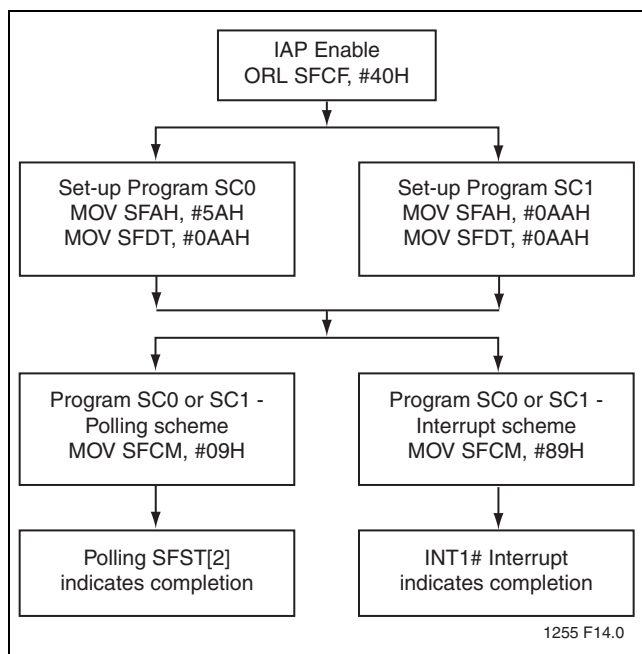 IAP Enable
ORL SFCF, #40H
Set-up Program SC0
MOV SFAH, #5AH
MOV SFDT, #0AAH
Set-up Program SC1
MOV SFAH, #0AAH
MOV SFDT, #0AAH
Program SC0 or SC1 -
Polling scheme
MOV SFCM, #09H
Program SC0 or SC1 -
Interrupt scheme
MOV SFCM, #89H
Polling SFST[2]
indicates completion
INT1# Interrupt
indicates completion
1255 F14.0